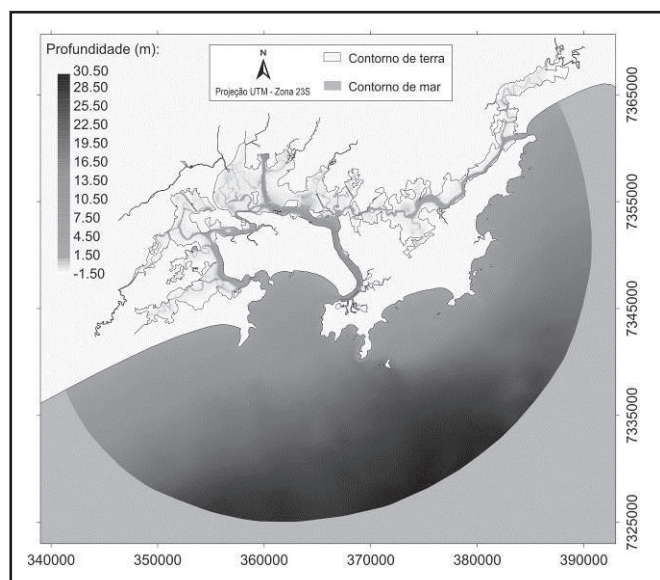 Profundidade (m):
30.50
28.50
25.50
22.50
19.50
16.50
13.50
10.50
7.50
4.50
1.50
-1.50
N
Projeção UTM - Zona 23S
Contorno de terra
Contorno de mar
7365000
7355000
7345000
7335000
7325000
340000 350000 360000 370000 380000 390000